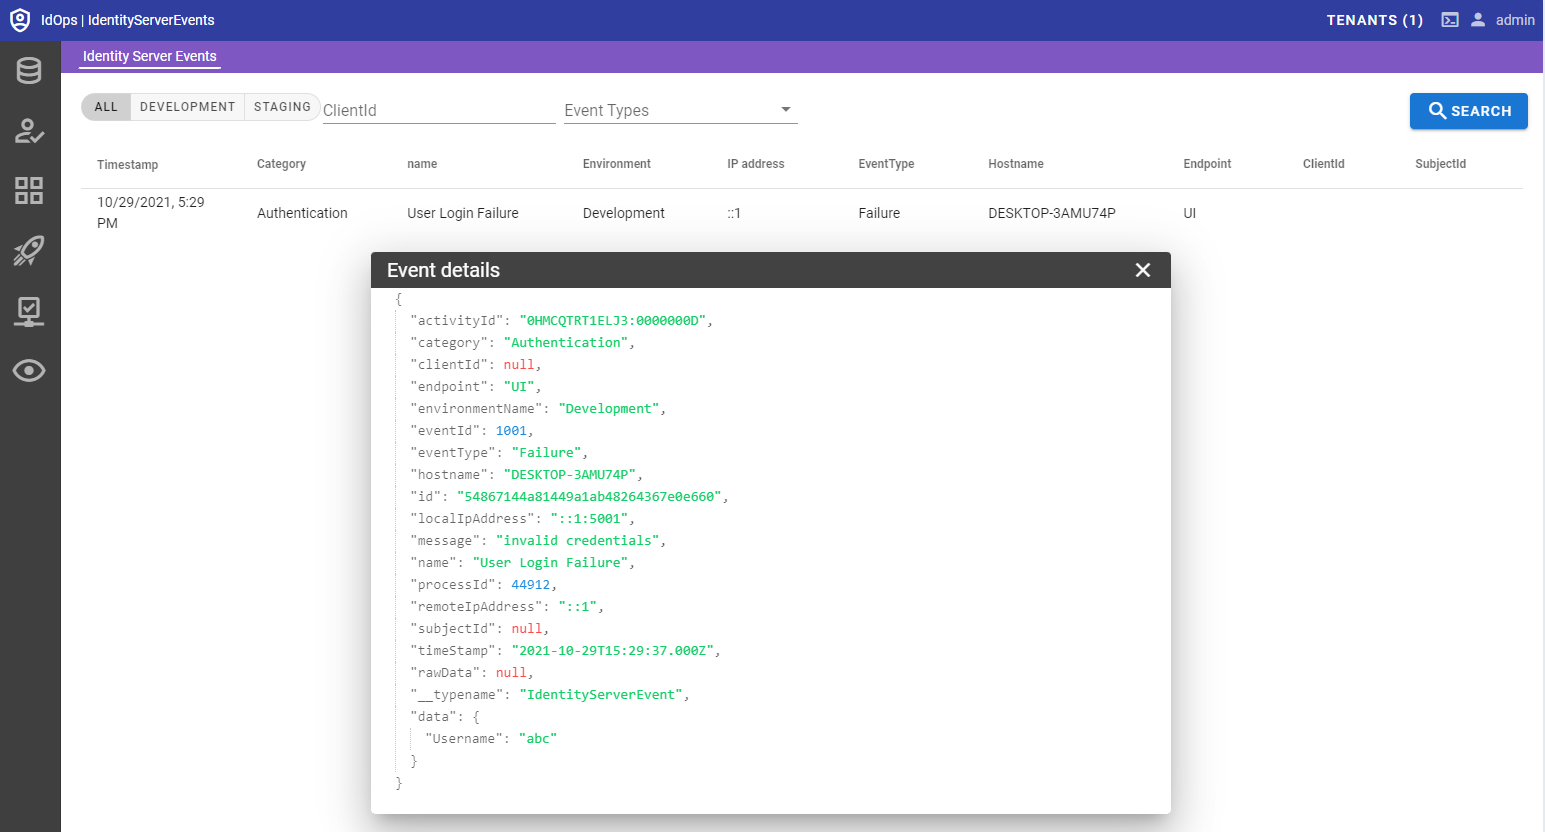 IdOps | IdentityServerEvents
TENANTS (1)
admin
Identity Server Events
ALL DEVELOPMENT STAGING
ClientId
Event Types
SEARCH
Timestamp Category name Environment IP address EventType Hostname Endpoint ClientId SubjectId
10/29/2021, 5:29
PM
Authentication User Login Failure Development ::1 Failure DESKTOP-3AMU74P UI
Event details
{
"activityId": "0HMCQTRT1ELJ3:0000000D",
"category": "Authentication",
"clientId": null,
"endpoint": "UI",
"environmentName": "Development",
"eventId": 1001,
"eventType": "Failure",
"hostname": "DESKTOP-3AMU74P",
"id": "54867144a81449a1ab48264367e0e660",
"localIpAddress": "::1:5001",
"message": "invalid credentials",
"name": "User Login Failure",
"processId": 44912,
"remoteIpAddress": "::1",
"subjectId": null,
"timeStamp": "2021-10-29T15:29:37.000Z",
"rawData": null,
"__typename": "IdentityServerEvent",
"data": {
"Username": "abc"
}
}